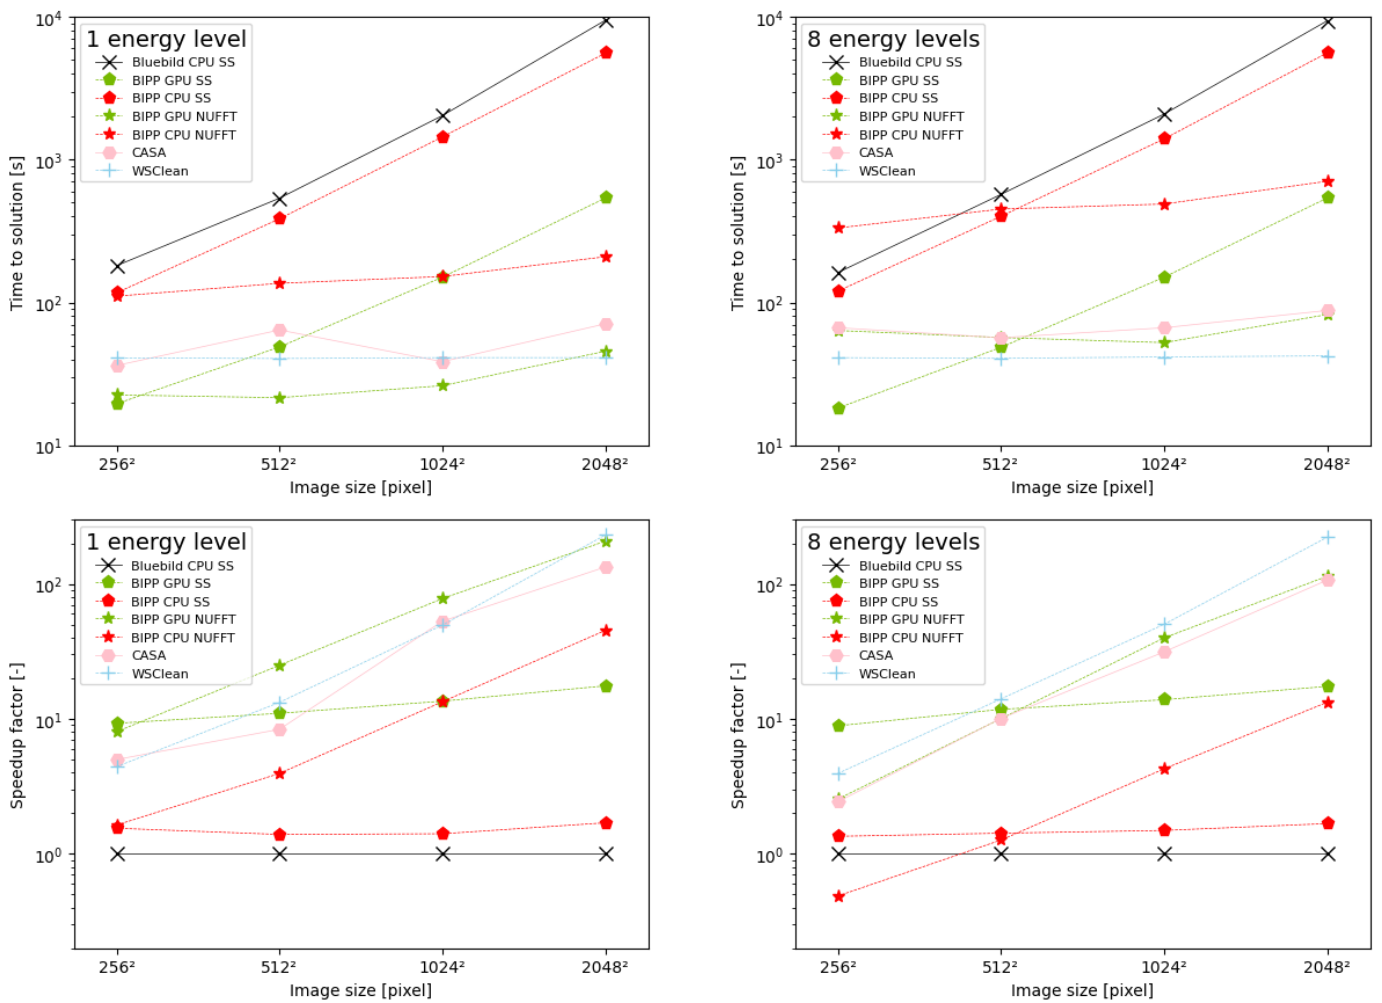 1 energy level
Bluebild CPU SS
BIPP GPU SS
BIPP CPU SS
BIPP GPU NUFFT
BIPP CPU NUFFT
CASA
WSClean
10⁴
10³
10²
10¹
Time to solution [s]
256² 512² 1024² 2048²
Image size [pixel]
8 energy levels
Bluebild CPU SS
BIPP GPU SS
BIPP CPU SS
BIPP GPU NUFFT
BIPP CPU NUFFT
CASA
WSClean
10⁴
10³
10²
10¹
Time to solution [s]
256² 512² 1024² 2048²
Image size [pixel]
1 energy level
Bluebild CPU SS
BIPP GPU SS
BIPP CPU SS
BIPP GPU NUFFT
BIPP CPU NUFFT
CASA
WSClean
10²
10¹
10⁰
Speedup factor [-]
256² 512² 1024² 2048²
Image size [pixel]
8 energy levels
Bluebild CPU SS
BIPP GPU SS
BIPP CPU SS
BIPP GPU NUFFT
BIPP CPU NUFFT
CASA
WSClean
10²
10¹
10⁰
Speedup factor [-]
256² 512² 1024² 2048²
Image size [pixel]